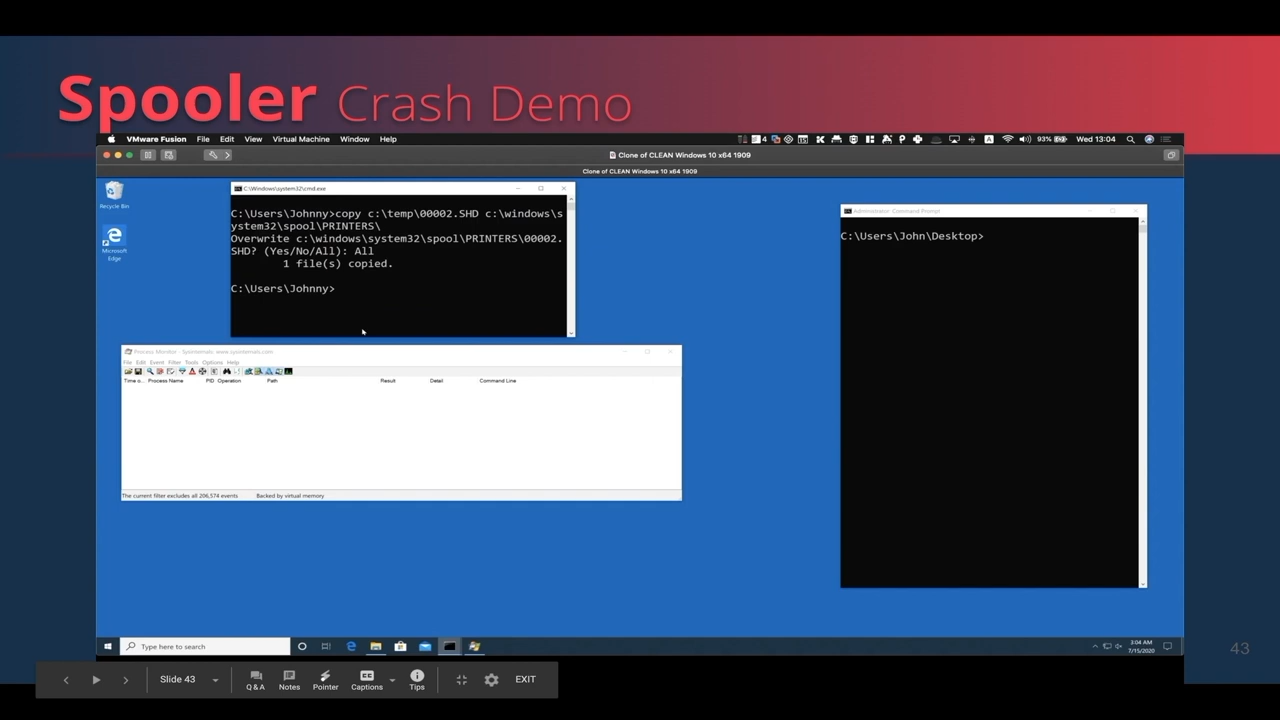 Spooler Crash Demo
VMware Fusion File Edit View Virtual Machine Window Help
4
93%
Wed 13:04
Clone of CLEAN Windows 10 x64 1909
Clone of CLEAN Windows 10 x64 1909
Recycle Bin
Microsoft
Edge
C:\Windows\system32\cmd.exe
C:\Users\Johnny>copy c:\temp\00002.SHD c:\windows\s
ystem32\spool\PRINTERS\
Overwrite c:\windows\system32\spool\PRINTERS\00002.
SHD? (Yes/No/All): All
1 file(s) copied.
C:\Users\Johnny>
Administrator: Command Prompt
C:\Users\John\Desktop>
Process Monitor - Sysinternals: www.sysinternals.com
File Edit Event Filter Tools Options Help
Time o... Process Name PID Operation Path Result Detail Command Line
The current filter excludes all 206,574 events Backed by virtual memory
Type here to search
3:04 AM
7/15/2020
43
Slide 43
Q & A
Notes
Pointer
Captions
Tips
EXIT